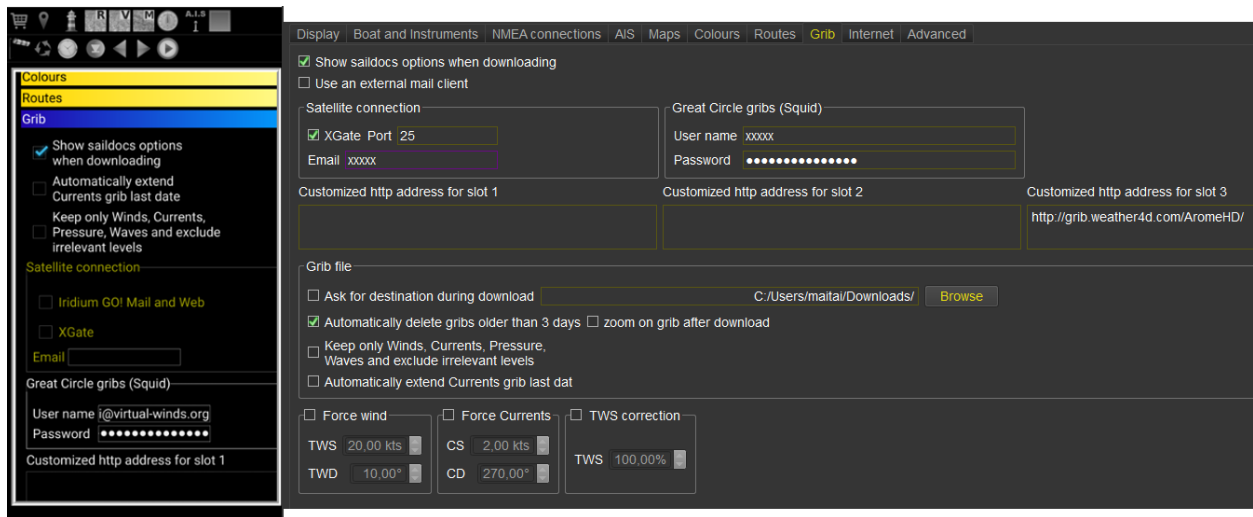 R V M A.I.S
Colours
Routes
Grib
Show saildocs options
when downloading
Automatically extend
Currents grib last date
Keep only Winds, Currents,
Pressure, Waves and exclude
irrelevant levels
Satellite connection
Iridium GO! Mail and Web
XGate
Email
Great Circle gribs (Squid)
User name i@virtual-winds.org
Password ●●●●●●●●●●●●●●
Customized http address for slot 1
Display Boat and Instruments NMEA connections AIS Maps Colours Routes Grib Internet Advanced
Show saildocs options when downloading
Use an external mail client
Satellite connection Great Circle gribs (Squid)
XGate Port 25 User name xxxxx
Email xxxxx Password ●●●●●●●●●●●●●●●
Customized http address for slot 1 Customized http address for slot 2 Customized http address for slot 3
http://grib.weather4d.com/AromeHD/
Grib file
Ask for destination during download C:/Users/maitai/Downloads/ Browse
Automatically delete gribs older than 3 days zoom on grib after download
Keep only Winds, Currents, Pressure,
Waves and exclude irrelevant levels
Automatically extend Currents grib last dat
Force wind Force Currents TWS correction
TWS 20,00 kts CS 2,00 kts TWS 100,00%
TWD 10,00° CD 270,00°